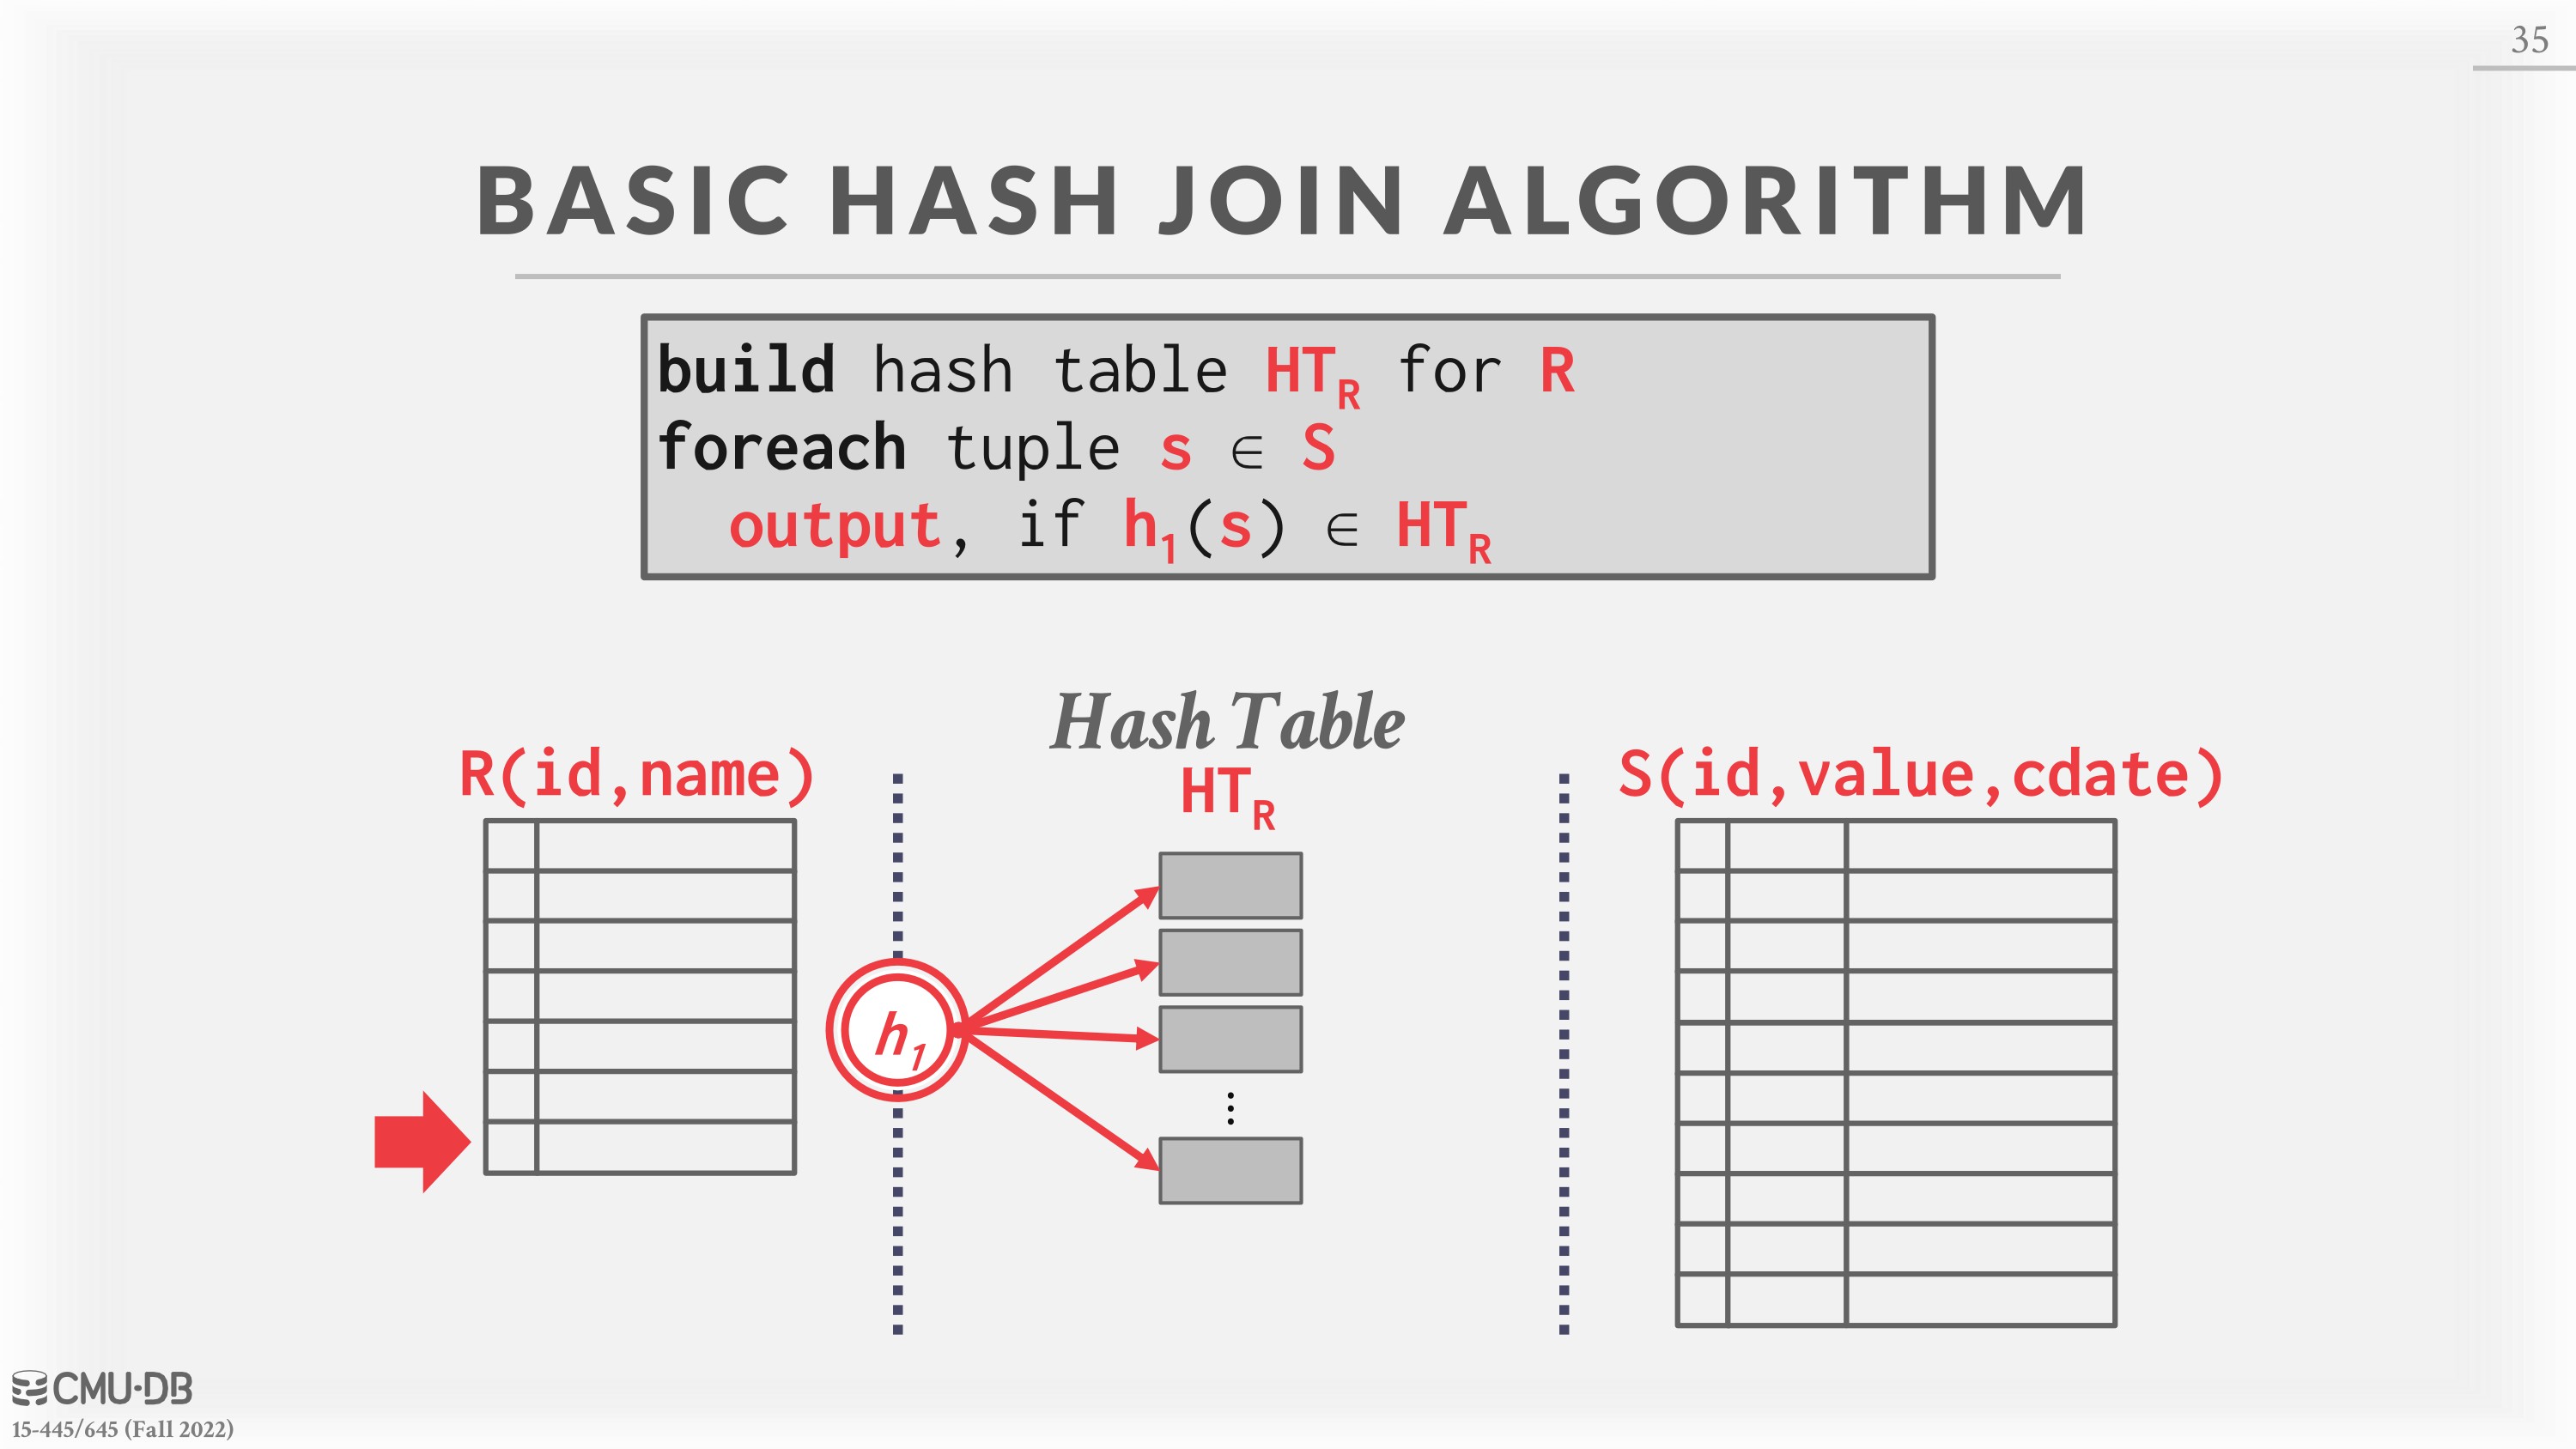 35
BASIC HASH JOIN ALGORITHM
build hash table HT_R for R
foreach tuple s ∈ S
output, if h_1(s) ∈ HT_R
Hash Table
R(id,name)
HT_R
S(id,value,cdate)
h_1
⋮
CMU·DB
15-445/645 (Fall 2022)